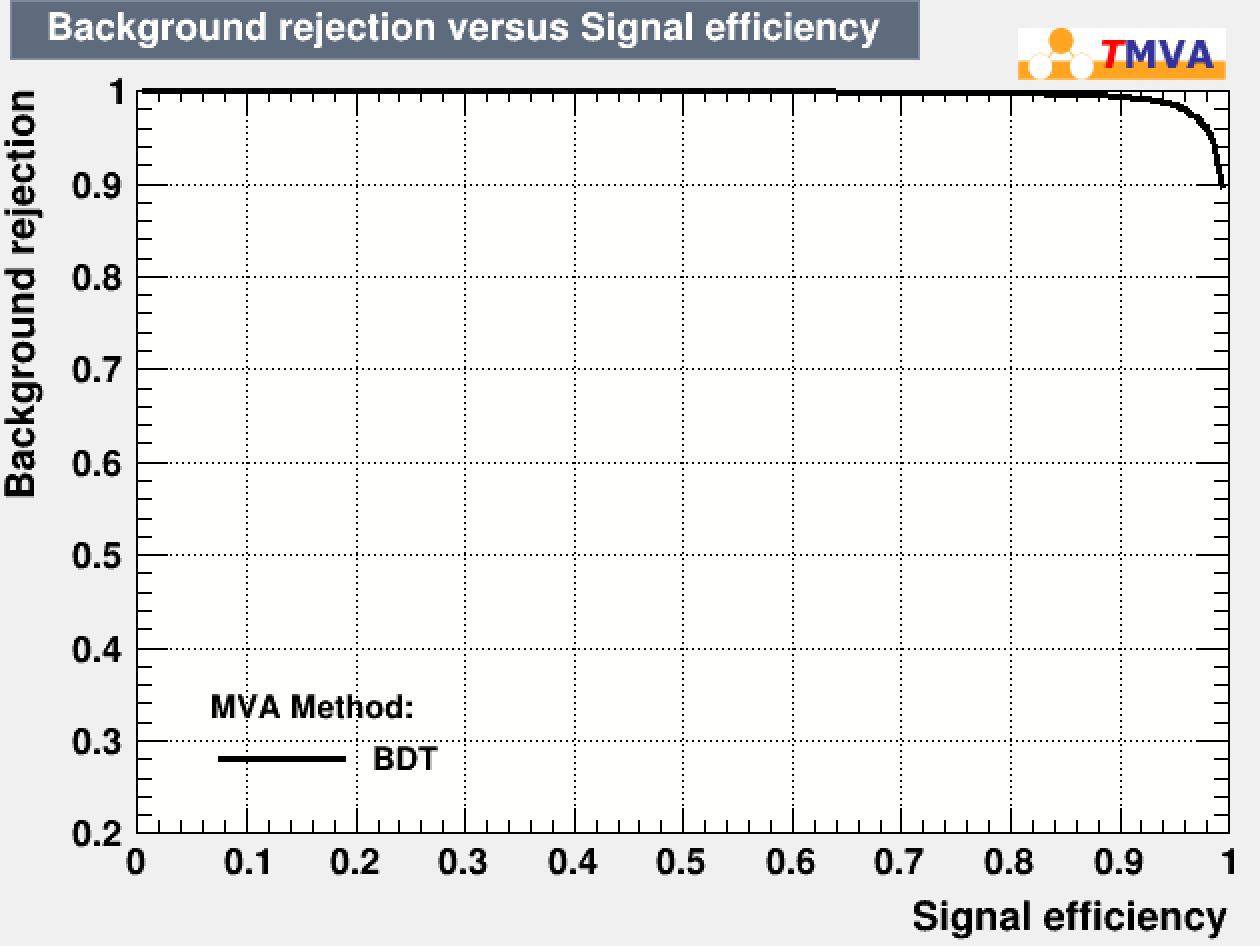 Background rejection versus Signal efficiency
TMVA
Background rejection
1
0.9
0.8
0.7
0.6
0.5
0.4
0.3
0.2
MVA Method:
BDT
0 0.1 0.2 0.3 0.4 0.5 0.6 0.7 0.8 0.9 1
Signal efficiency